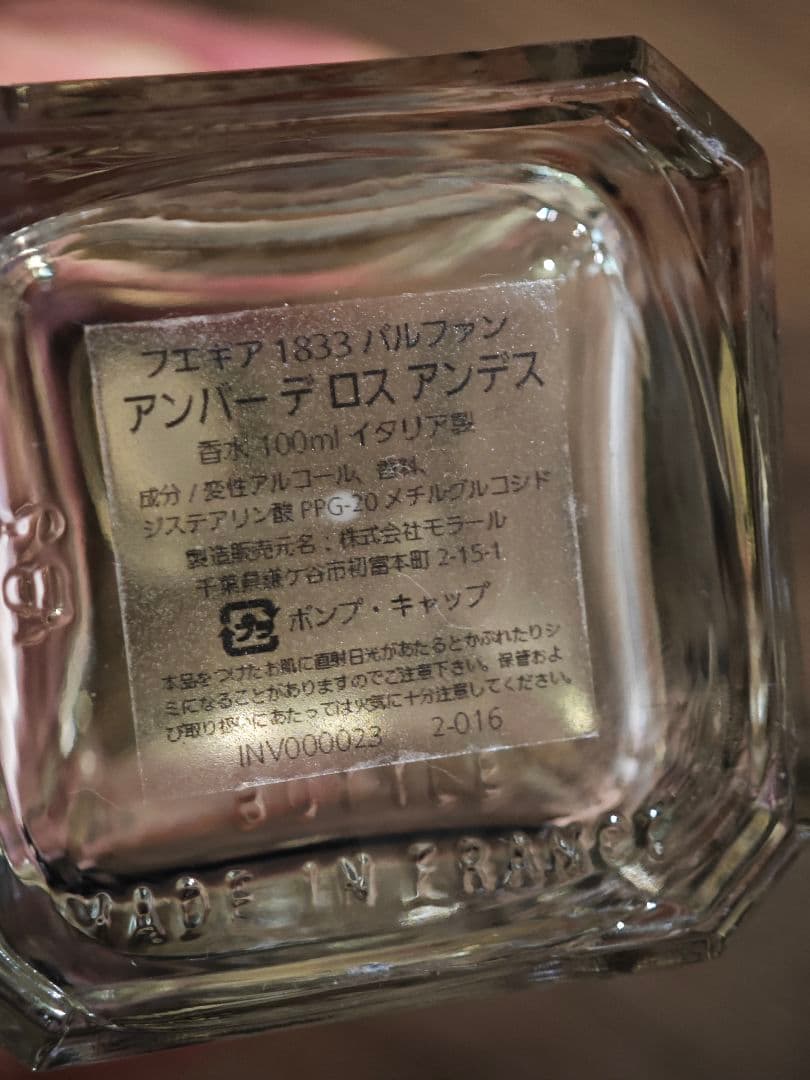 フエギア 1833 パルファン
アンバー デ ロス アンデス
香水 100ml イタリア製
成分 / 変性アルコール、香料、
ジステアリン酸 PPG-20 メチルグルコシド
製造販売元名：株式会社モラール
千葉県鎌ケ谷市初富本町 2-15-1
プラ ポンプ・キャップ
本品をつけたお肌に直射日光があたるとかぶれたりシ
ミになることがありますのでご注意下さい。保管およ
び取り扱いにあたっては火気に十分注意してください。
INV000023 2-016
BOTTLE
MADE IN FRANCE